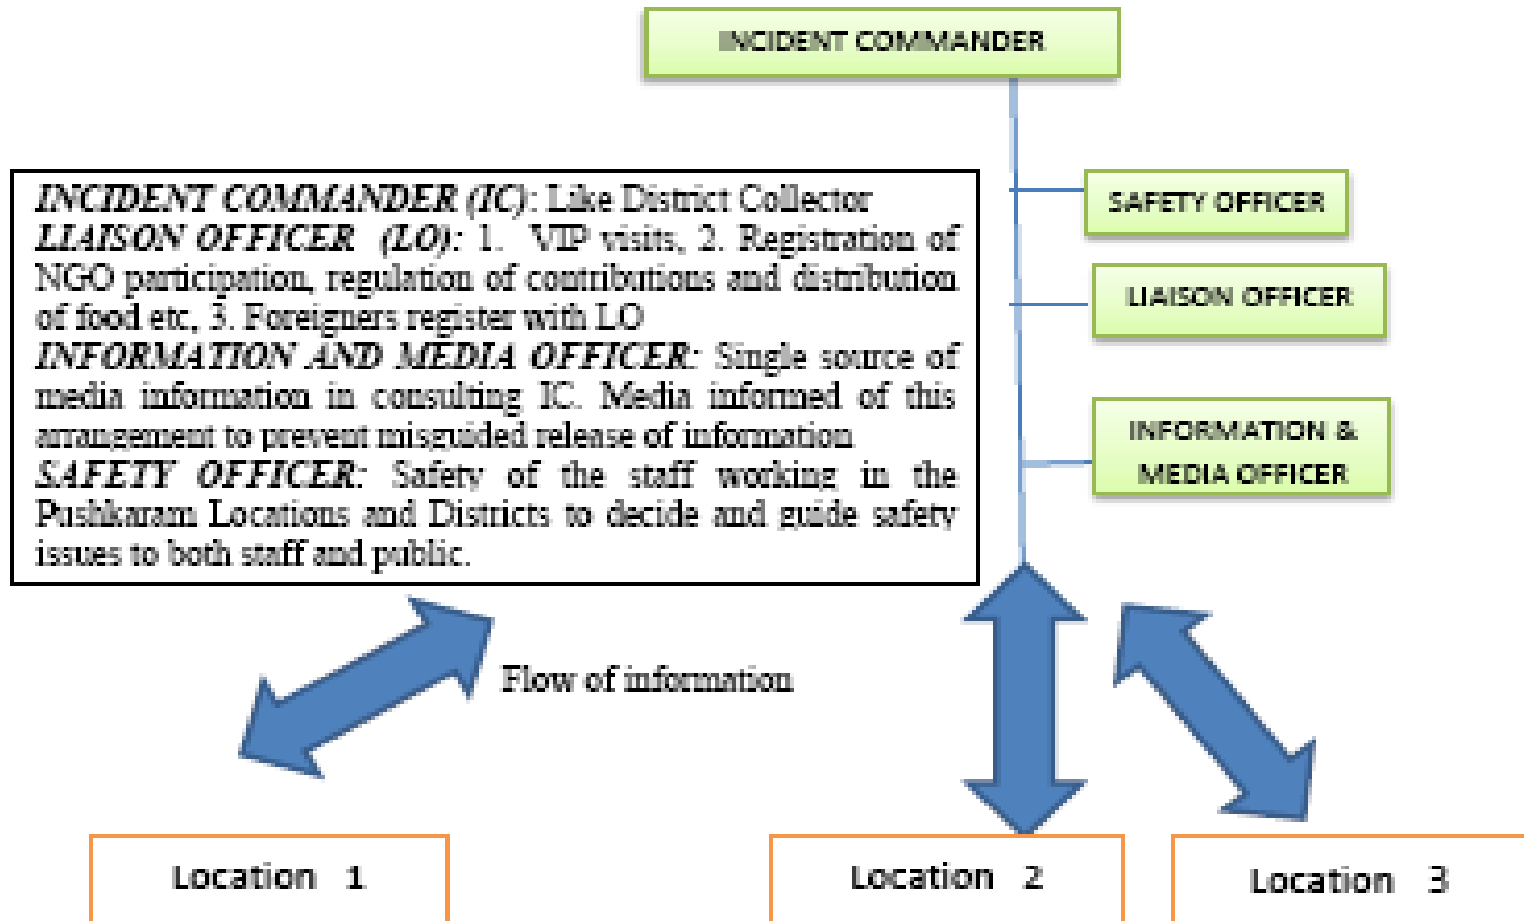 INCIDENT COMMANDER
INCIDENT COMMANDER (IC): Like District Collector
LIAISON OFFICER (LO): 1. VIP visits, 2. Registration of
NGO participation, regulation of contributions and distribution
of food etc, 3. Foreigners register with LO
INFORMATION AND MEDIA OFFICER: Single source of
media information in consulting IC. Media informed of this
arrangement to prevent misguided release of information
SAFETY OFFICER: Safety of the staff working in the
Pushkaram Locations and Districts to decide and guide safety
issues to both staff and public.
SAFETY OFFICER
LIAISON OFFICER
INFORMATION &
MEDIA OFFICER
Flow of information
Location 1
Location 2
Location 3